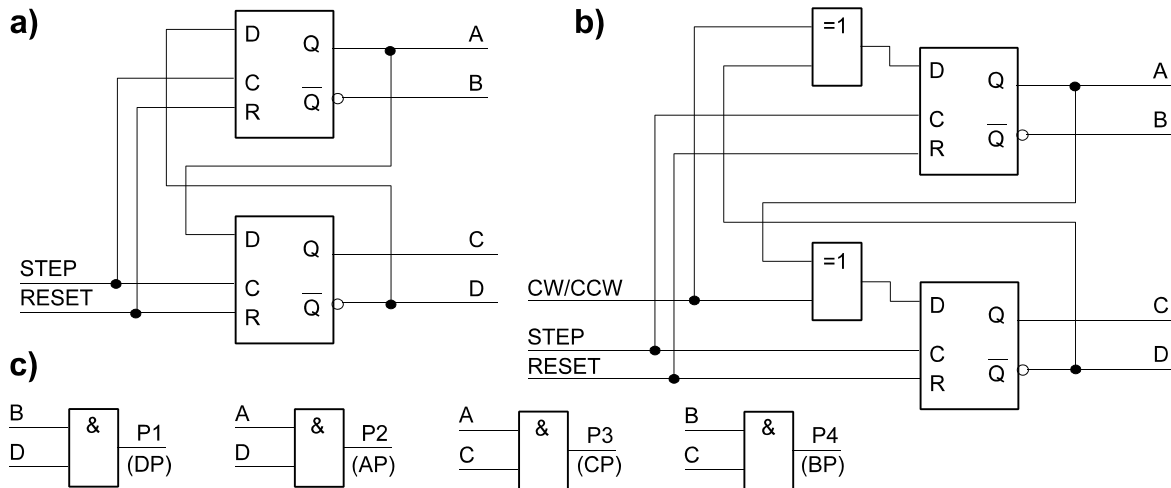 a)
D
Q
A
C
Q
B
R
D
Q
C
STEP
C
Q
D
RESET
R
b)
=1
D
Q
A
C
Q
B
R
=1
CW/CCW
D
Q
C
STEP
C
Q
D
RESET
R
c)
B
&
P1
D
(DP)
A
&
P2
D
(AP)
A
&
P3
C
(CP)
B
&
P4
C
(BP)